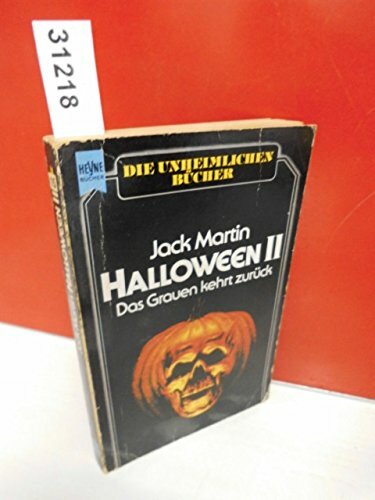 31218
HEYNE
BÜCHER
DIE UNHEIMLICHEN
BÜCHER
Jack Martin
HALLOWEEN II
Das Grauen kehrt zurück